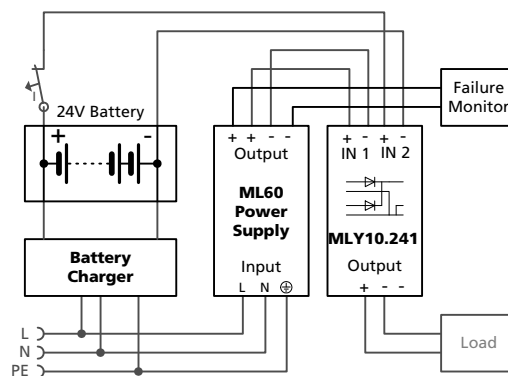 24V Battery
+ -
Battery
Charger
+ + - -
Output
ML60
Power
Supply
Input
L N
+ - + -
IN 1 IN 2
MLY10.241
Output
+ - -
Failure
Monitor
Load
L
N
PE
I